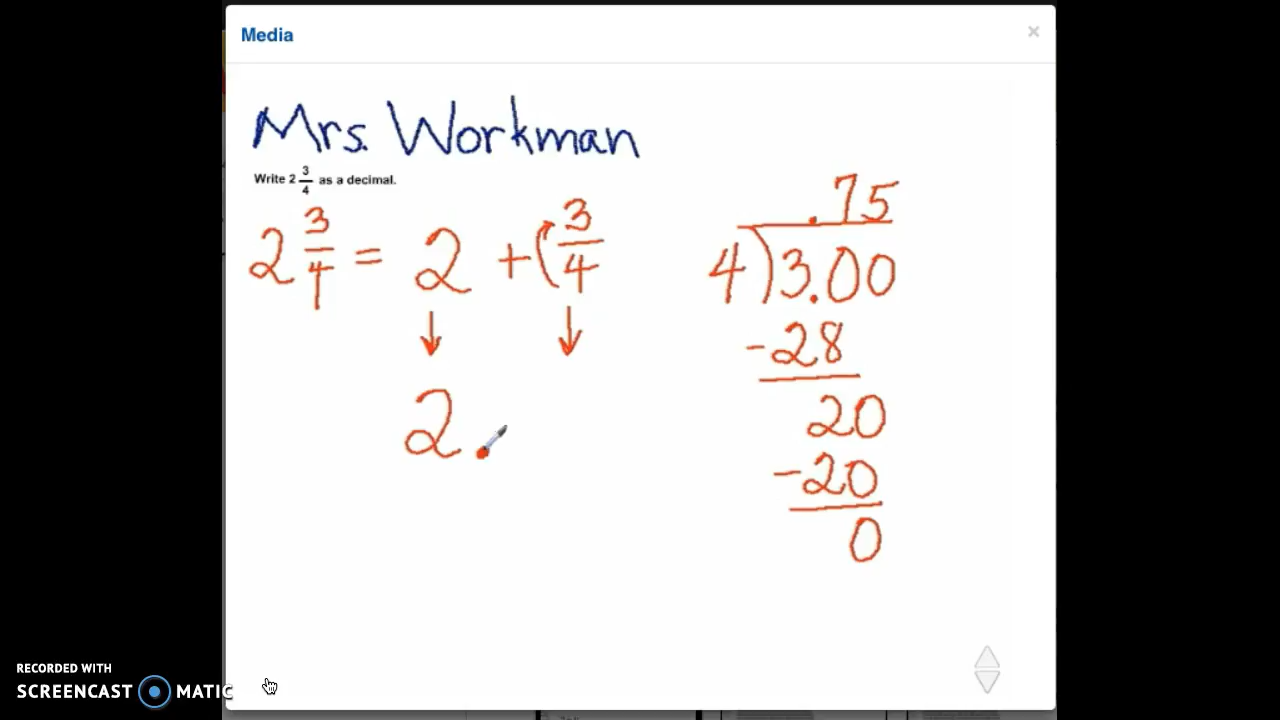 Media ×
Mrs. Workman
Write 2 3/4 as a decimal.
2 3/4 = 2 + ( 3/4
2.
.75
4)3.00
-28
20
-20
0
RECORDED WITH
SCREENCAST MATIC